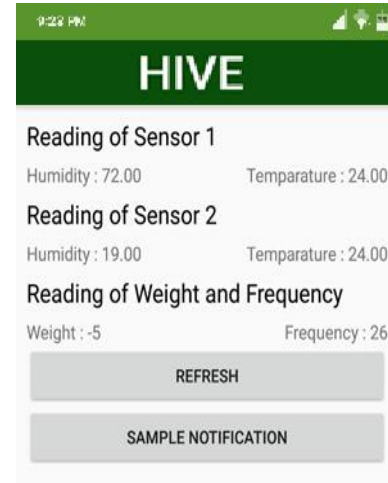 9:23 PM
HIVE
Reading of Sensor 1
Humidity : 72.00 Temparature : 24.00
Reading of Sensor 2
Humidity : 19.00 Temparature : 24.00
Reading of Weight and Frequency
Weight : -5 Frequency : 26
REFRESH
SAMPLE NOTIFICATION